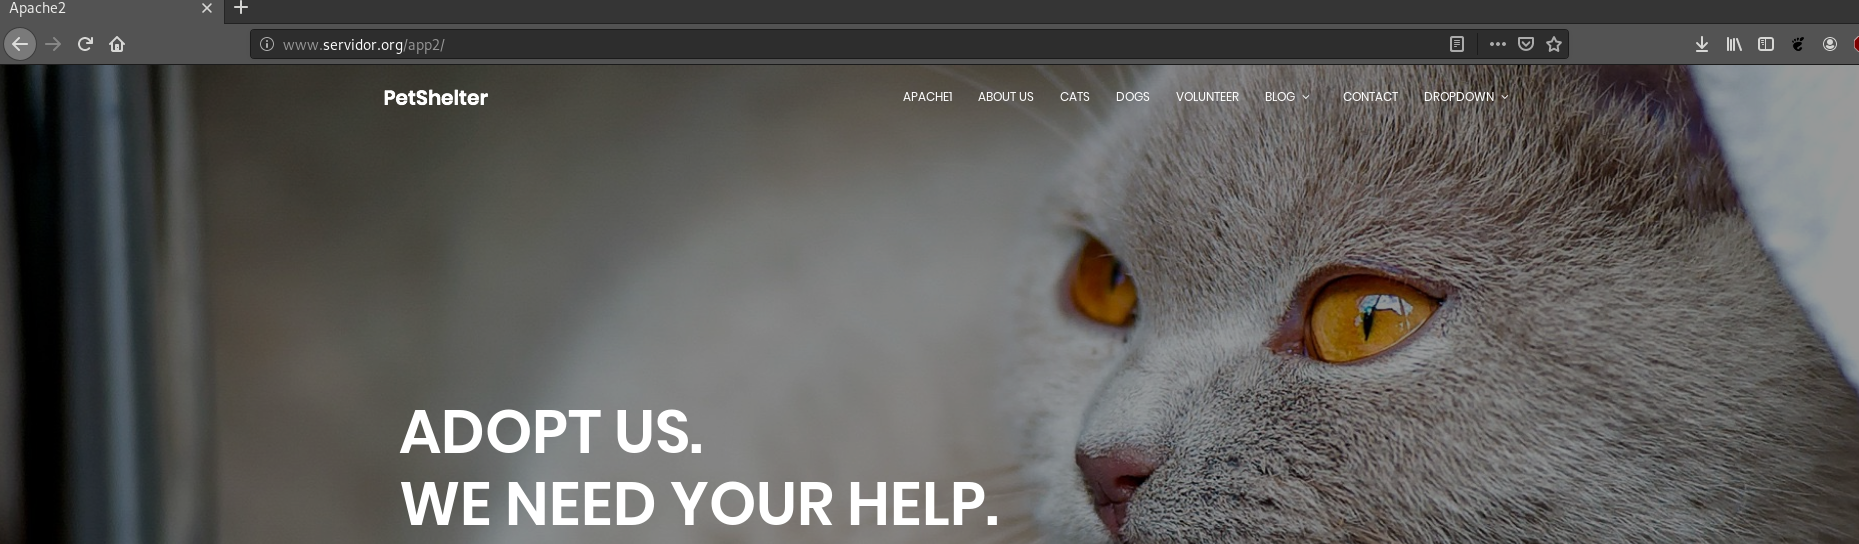 Apache2
www.servidor.org/app2/
PetShelter
APACHE1 ABOUT US CATS DOGS VOLUNTEER BLOG CONTACT DROPDOWN
ADOPT US.
WE NEED YOUR HELP.